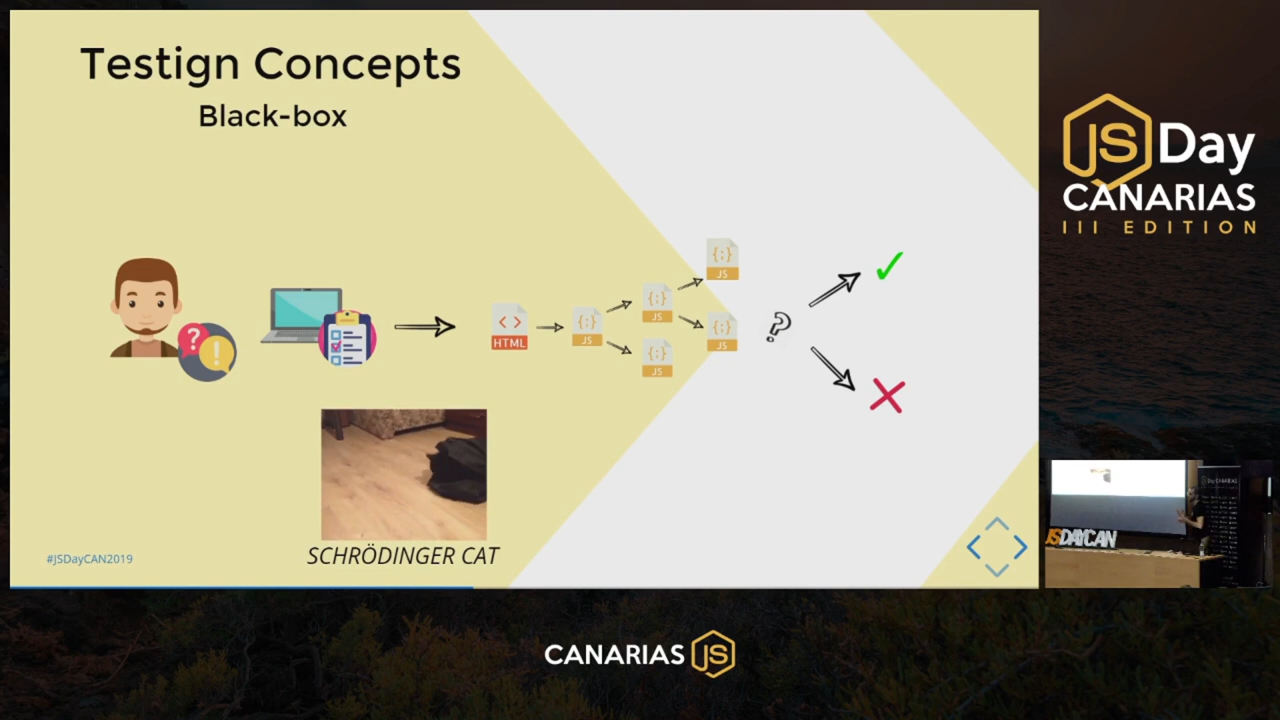 Testign Concepts
Black-box
HTML
{:}
JS
{:}
JS
{:}
JS
{:}
JS
{:}
JS
?
?
!
SCHRÖDINGER CAT
#JSDayCAN2019
JS Day
CANARIAS
III EDITION
JSDAYCAN
CANARIAS JS